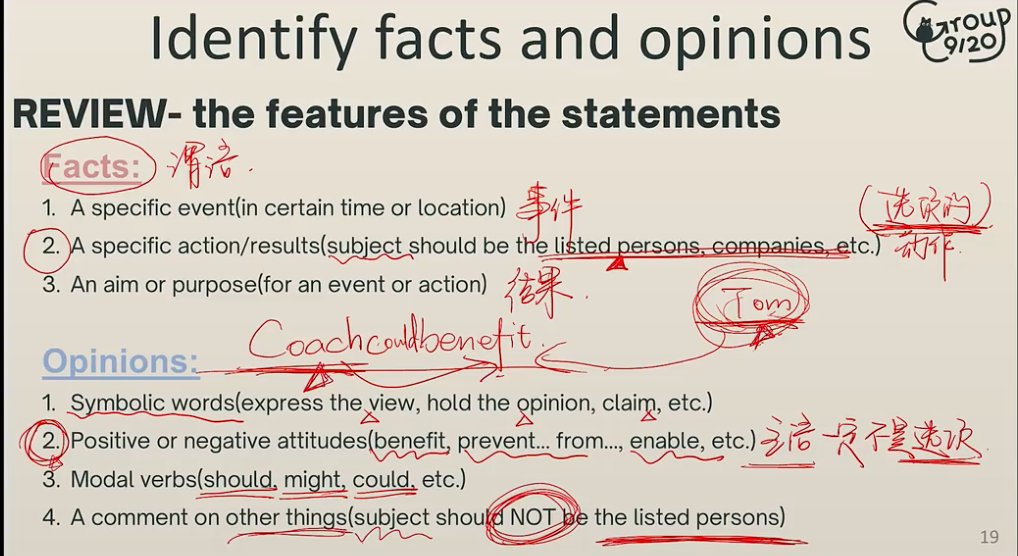 Identify facts and opinions
Group 9/20
REVIEW- the features of the statements
Facts: 谓语.
1. A specific event(in certain time or location) 事件
(选项的)
2. A specific action/results(subject should be the listed persons, companies, etc.) 动作
3. An aim or purpose(for an event or action) 结果.
Tom
Coach could benefit.
Opinions:
1. Symbolic words(express the view, hold the opinion, claim, etc.)
2. Positive or negative attitudes(benefit, prevent... from..., enable, etc.) 主语一定不是选项.
3. Modal verbs(should, might, could, etc.)
4. A comment on other things(subject should NOT be the listed persons)
19